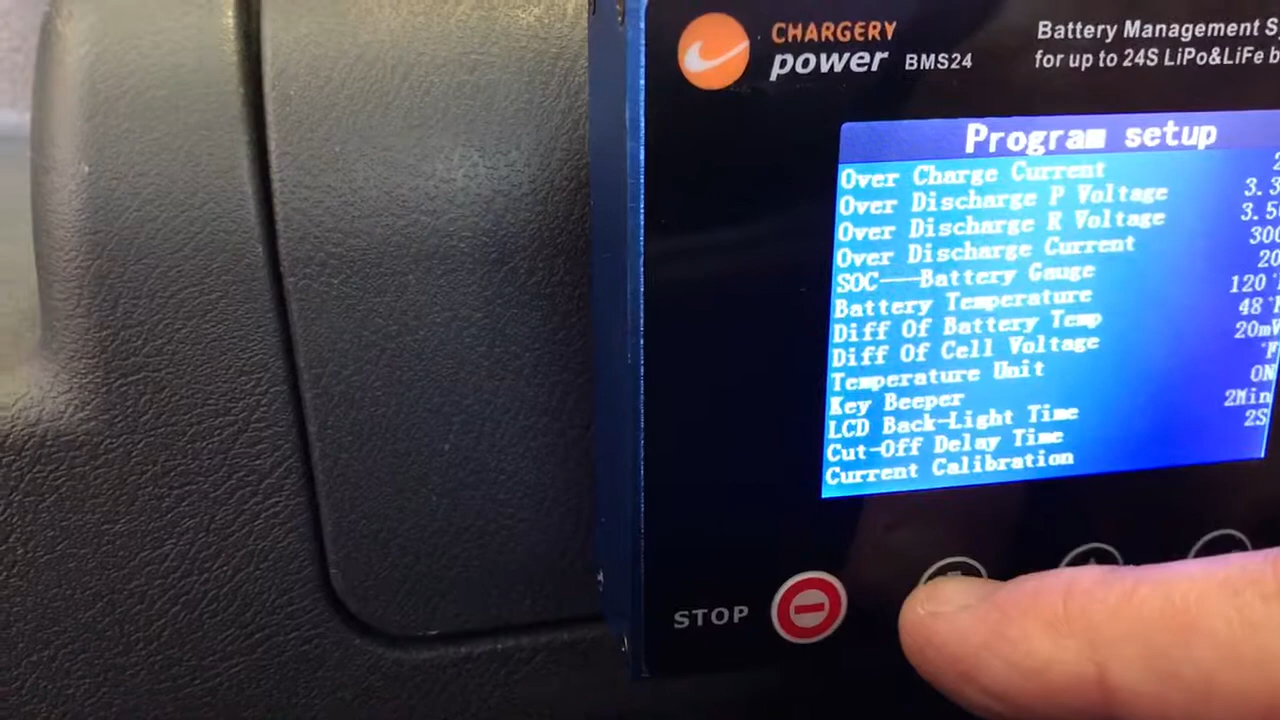 CHARGERY
power BMS24
Battery Management
for up to 24S LiPo&LiFe
Program setup
Over Charge Current
Over Discharge P Voltage 3.3
Over Discharge R Voltage 3.5
Over Discharge Current 300
SOC—Battery Gauge 20
Battery Temperature 120°F
Diff Of Battery Temp 48°F
Diff Of Cell Voltage 20mV
Temperature Unit °F
Key Beeper ON
LCD Back-Light Time 2Min
Cut-Off Delay Time 2S
Current Calibration
STOP